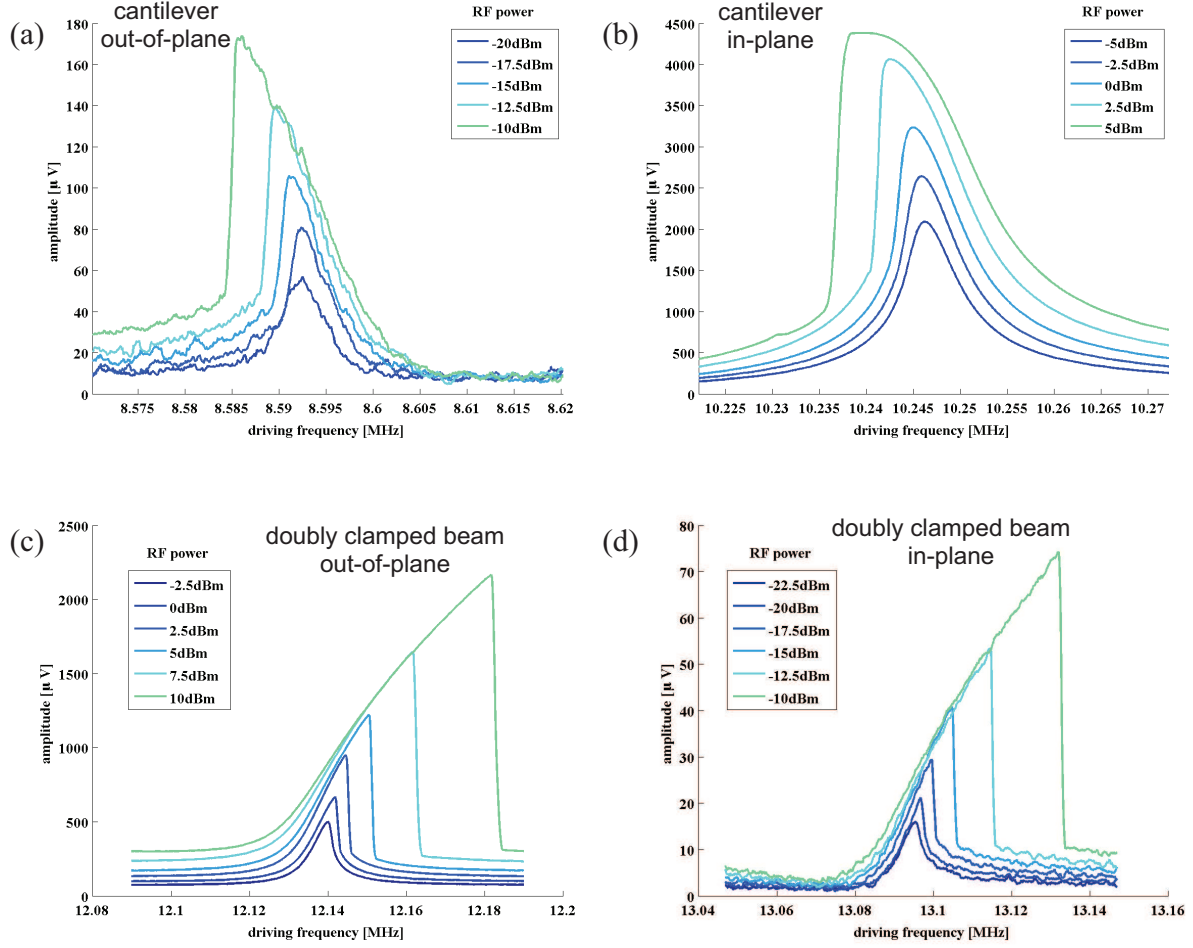 (a)
cantilever
out-of-plane
RF power
-20dBm
-17.5dBm
-15dBm
-12.5dBm
-10dBm
180
160
140
120
100
80
60
40
20
0
amplitude [µ V]
8.575 8.58 8.585 8.59 8.595 8.6 8.605 8.61 8.615 8.62
driving frequency [MHz]
(b)
cantilever
in-plane
RF power
-5dBm
-2.5dBm
0dBm
2.5dBm
5dBm
4500
4000
3500
3000
2500
2000
1500
1000
500
0
amplitude [µ V]
10.225 10.23 10.235 10.24 10.245 10.25 10.255 10.26 10.265 10.27
driving frequency [MHz]
(c)
doubly clamped beam
out-of-plane
RF power
-2.5dBm
0dBm
2.5dBm
5dBm
7.5dBm
10dBm
2500
2000
1500
1000
500
0
amplitude [µ V]
12.08 12.1 12.12 12.14 12.16 12.18 12.2
driving frequency [MHz]
(d)
doubly clamped beam
in-plane
RF power
-22.5dBm
-20dBm
-17.5dBm
-15dBm
-12.5dBm
-10dBm
80
70
60
50
40
30
20
10
0
amplitude [µ V]
13.04 13.06 13.08 13.1 13.12 13.14 13.16
driving frequency [MHz]